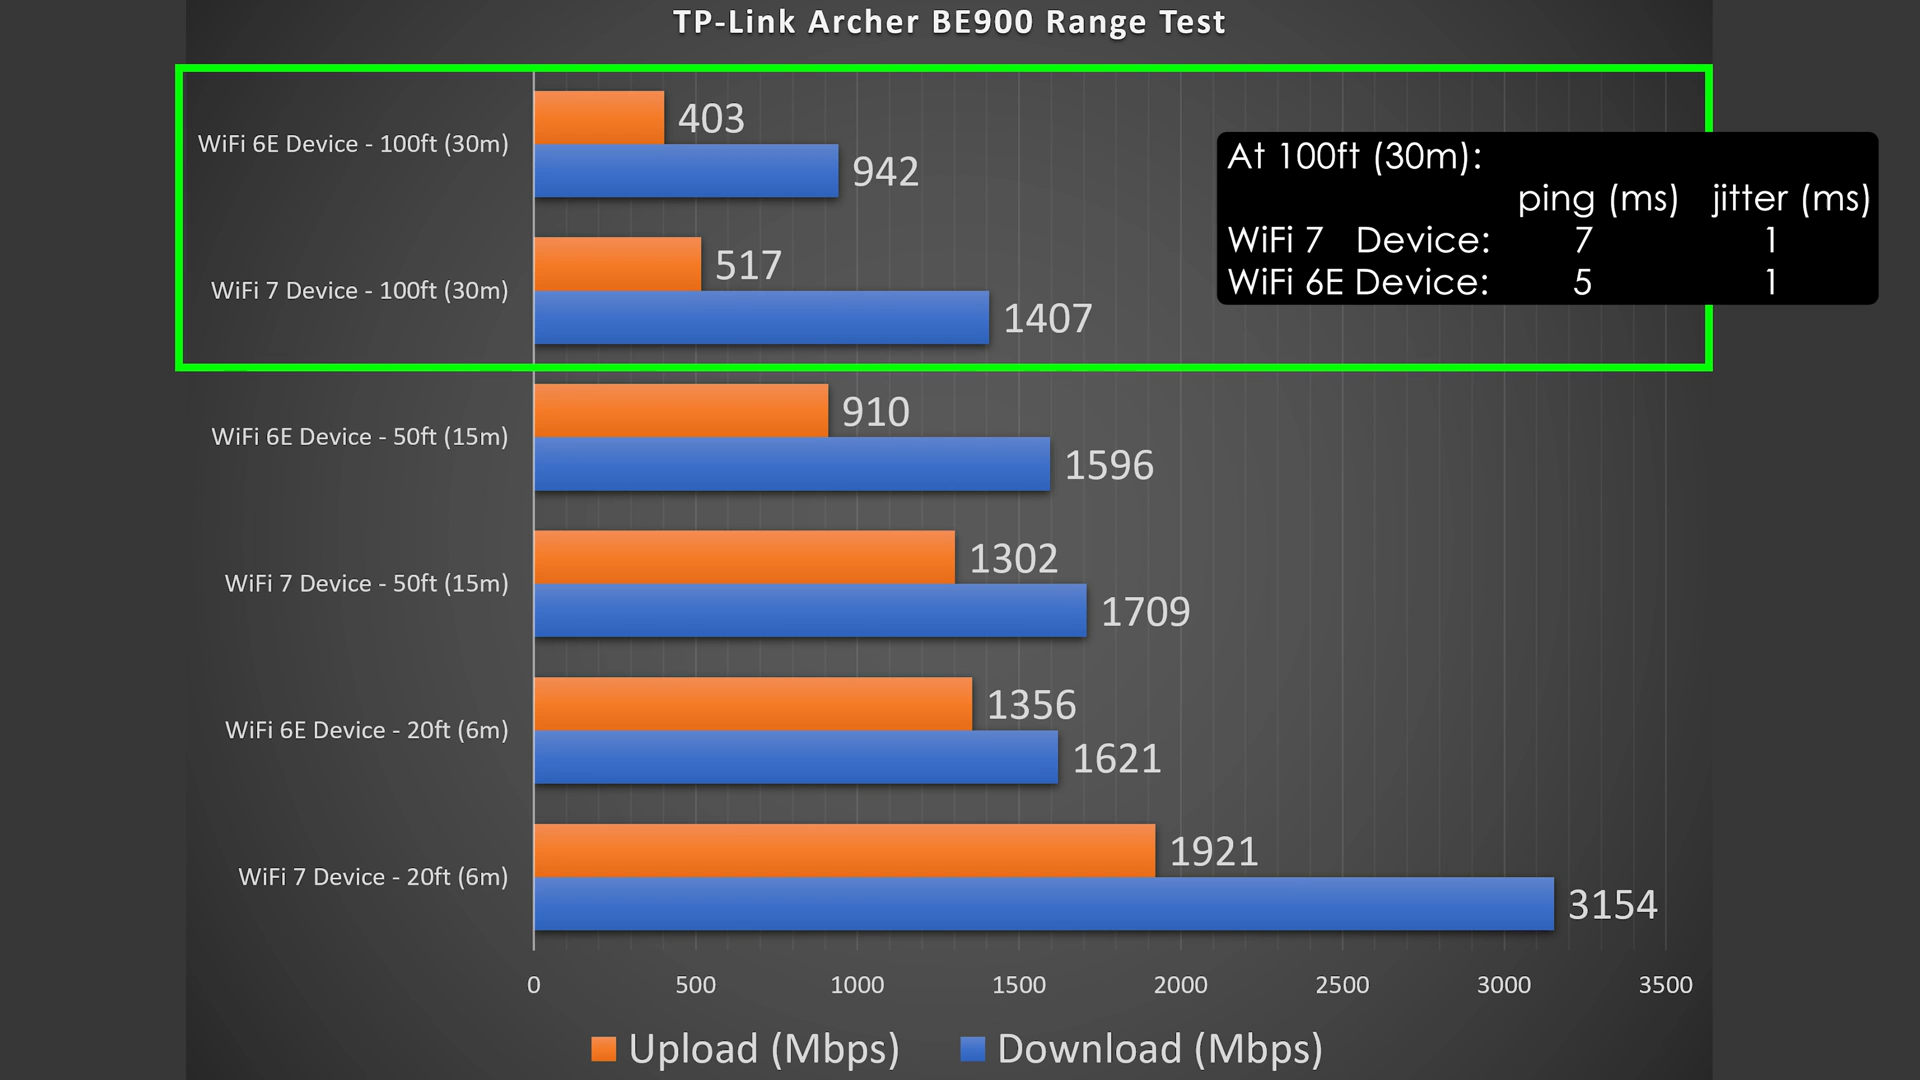 TP-Link Archer BE900 Range Test
WiFi 6E Device - 100ft (30m)
403
942
WiFi 7 Device - 100ft (30m)
517
1407
At 100ft (30m):
ping (ms) jitter (ms)
WiFi 7 Device: 7 1
WiFi 6E Device: 5 1
WiFi 6E Device - 50ft (15m)
910
1596
WiFi 7 Device - 50ft (15m)
1302
1709
WiFi 6E Device - 20ft (6m)
1356
1621
WiFi 7 Device - 20ft (6m)
1921
3154
0 500 1000 1500 2000 2500 3000 3500
Upload (Mbps) Download (Mbps)